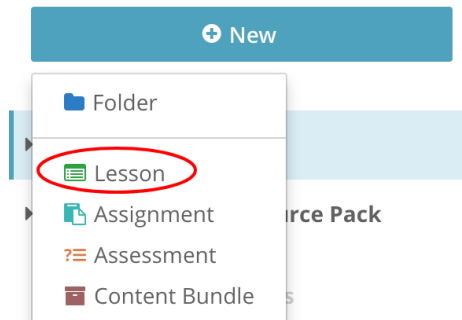 New
Folder
Lesson
Assignment
urce Pack
Assessment
Content Bundle
s